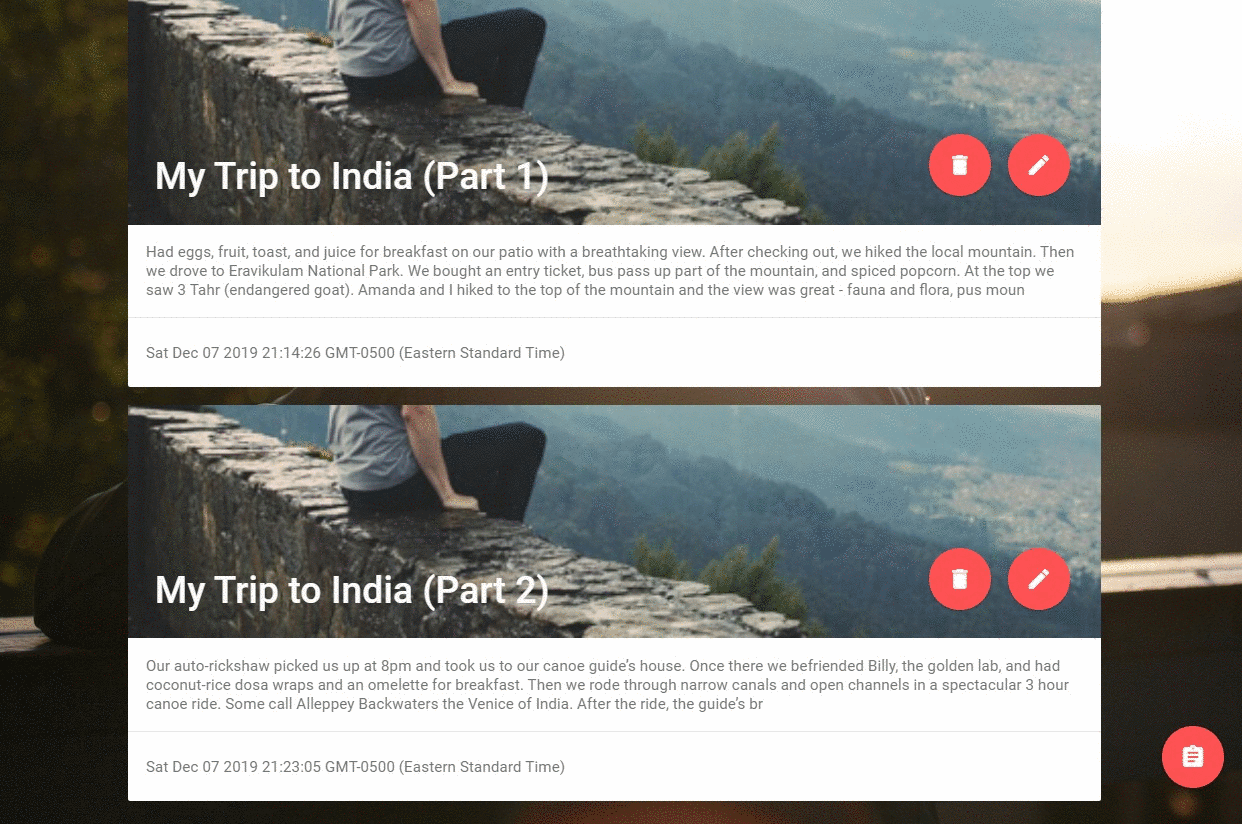 My Trip to India (Part 1)
Had eggs, fruit, toast, and juice for breakfast on our patio with a breathtaking view. After checking out, we hiked the local mountain. Then
we drove to Eravikulam National Park. We bought an entry ticket, bus pass up part of the mountain, and spiced popcorn. At the top we
saw 3 Tahr (endangered goat). Amanda and I hiked to the top of the mountain and the view was great - fauna and flora, pus moun
Sat Dec 07 2019 21:14:26 GMT-0500 (Eastern Standard Time)
My Trip to India (Part 2)
Our auto-rickshaw picked us up at 8pm and took us to our canoe guide’s house. Once there we befriended Billy, the golden lab, and had
coconut-rice dosa wraps and an omelette for breakfast. Then we rode through narrow canals and open channels in a spectacular 3 hour
canoe ride. Some call Alleppey Backwaters the Venice of India. After the ride, the guide’s br
Sat Dec 07 2019 21:23:05 GMT-0500 (Eastern Standard Time)